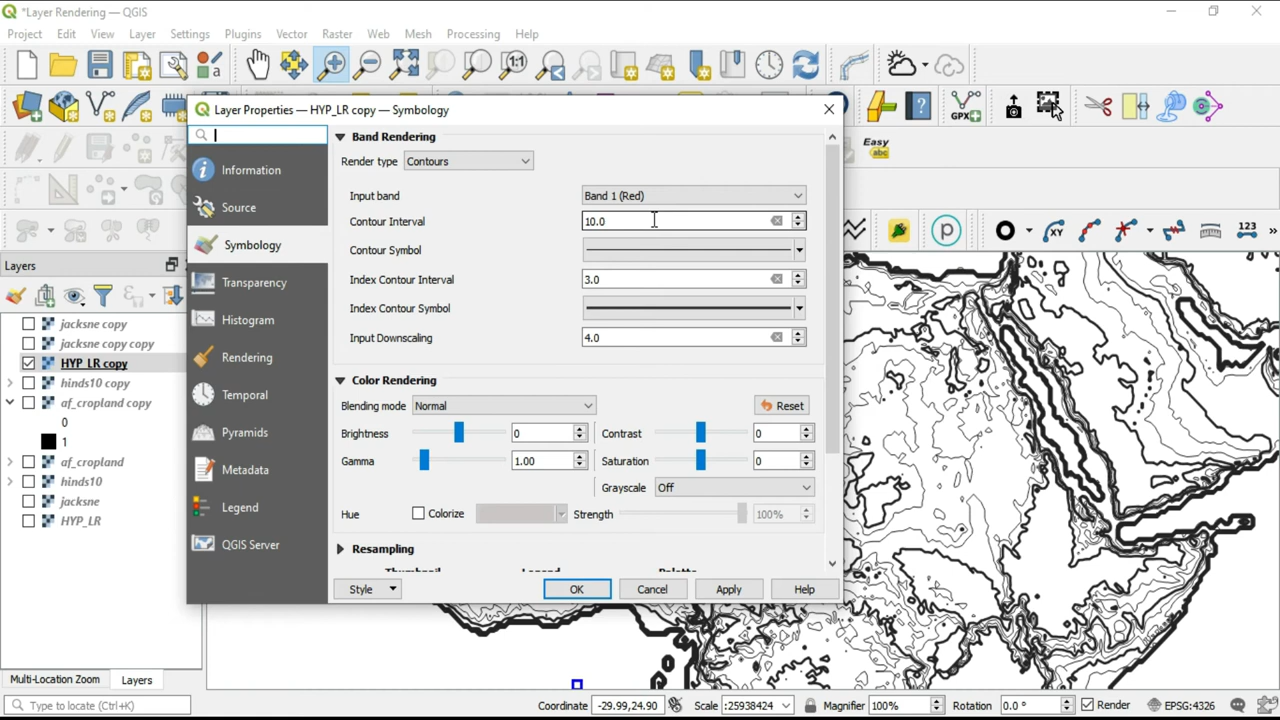 *Layer Rendering — QGIS
Project Edit View Layer Settings Plugins Vector Raster Web Mesh Processing Help
Layer Properties — HYP_LR copy — Symbology
Information
Source
Symbology
Transparency
Histogram
Rendering
Temporal
Pyramids
Metadata
Legend
QGIS Server
Band Rendering
Render type Contours
Input band Band 1 (Red)
Contour Interval 10.0
Contour Symbol
Index Contour Interval 3.0
Index Contour Symbol
Input Downscaling 4.0
Color Rendering
Blending mode Normal Reset
Brightness 0 Contrast 0
Gamma 1.00 Saturation 0
Grayscale Off
Hue Colorize Strength 100%
Resampling
Thumbnail Legend Palette
Style OK Cancel Apply Help
GPX
Easy
abc
p
XY
123
»
Layers
jacksne copy
jacksne copy copy
HYP_LR copy
hinds10 copy
af_cropland copy
0
1
af_cropland
hinds10
jacksne
HYP_LR
Multi-Location Zoom Layers
Type to locate (Ctrl+K) Coordinate -29.99,24.90 Scale :25938424 Magnifier 100% Rotation 0.0 ° Render EPSG:4326